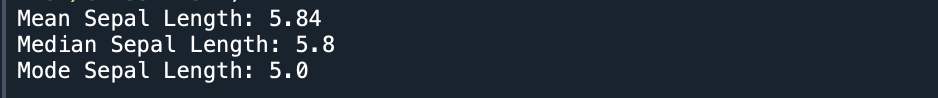 Mean Sepal Length: 5.84
Median Sepal Length: 5.8
Mode Sepal Length: 5.0